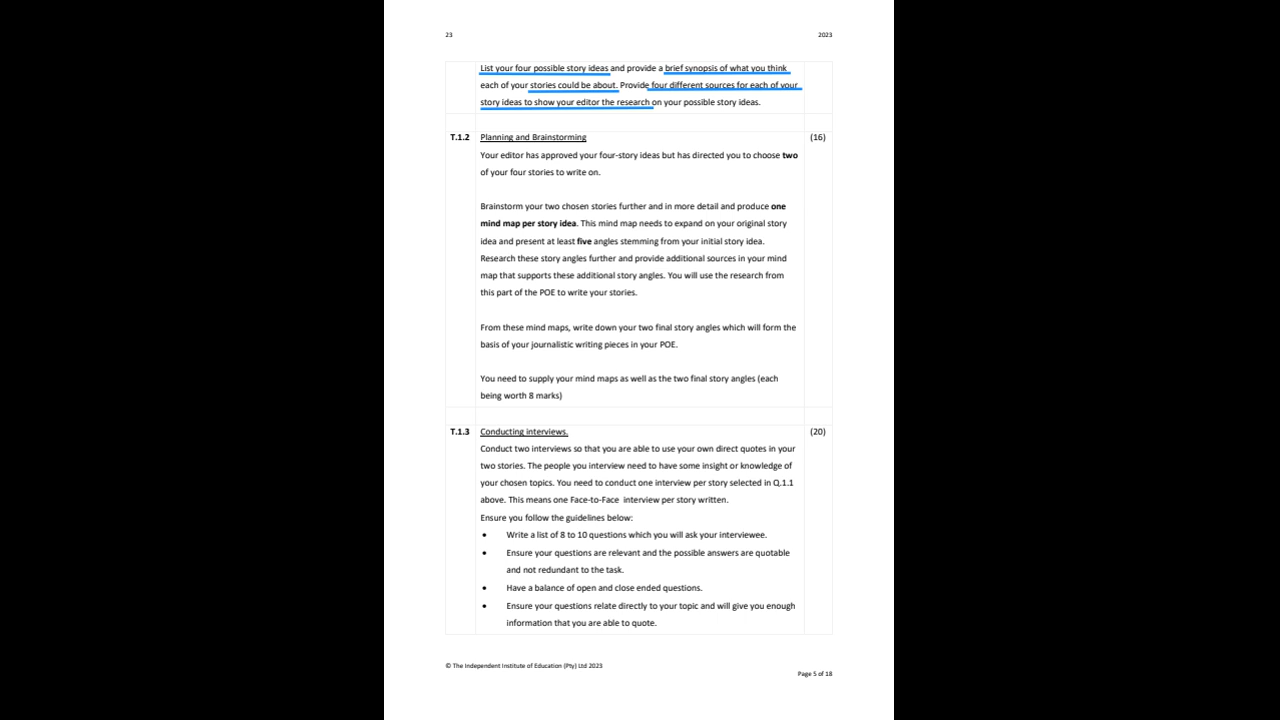 23 2023
List your four possible story ideas and provide a brief synopsis of what you think
each of your stories could be about. Provide four different sources for each of your
story ideas to show your editor the research on your possible story ideas.
T.1.2 Planning and Brainstorming (16)
Your editor has approved your four-story ideas but has directed you to choose two
of your four stories to write on.
Brainstorm your two chosen stories further and in more detail and produce one
mind map per story idea. This mind map needs to expand on your original story
idea and present at least five angles stemming from your initial story idea.
Research these story angles further and provide additional sources in your mind
map that supports these additional story angles. You will use the research from
this part of the POE to write your stories.
From these mind maps, write down your two final story angles which will form the
basis of your journalistic writing pieces in your POE.
You need to supply your mind maps as well as the two final story angles (each
being worth 8 marks)
T.1.3 Conducting interviews. (20)
Conduct two interviews so that you are able to use your own direct quotes in your
two stories. The people you interview need to have some insight or knowledge of
your chosen topics. You need to conduct one interview per story selected in Q.1.1
above. This means one Face-to-Face interview per story written.
Ensure you follow the guidelines below:
• Write a list of 8 to 10 questions which you will ask your interviewee.
• Ensure your questions are relevant and the possible answers are quotable
and not redundant to the task.
• Have a balance of open and close ended questions.
• Ensure your questions relate directly to your topic and will give you enough
information that you are able to quote.
© The Independent Institute of Education (Pty) Ltd 2023
Page 5 of 18